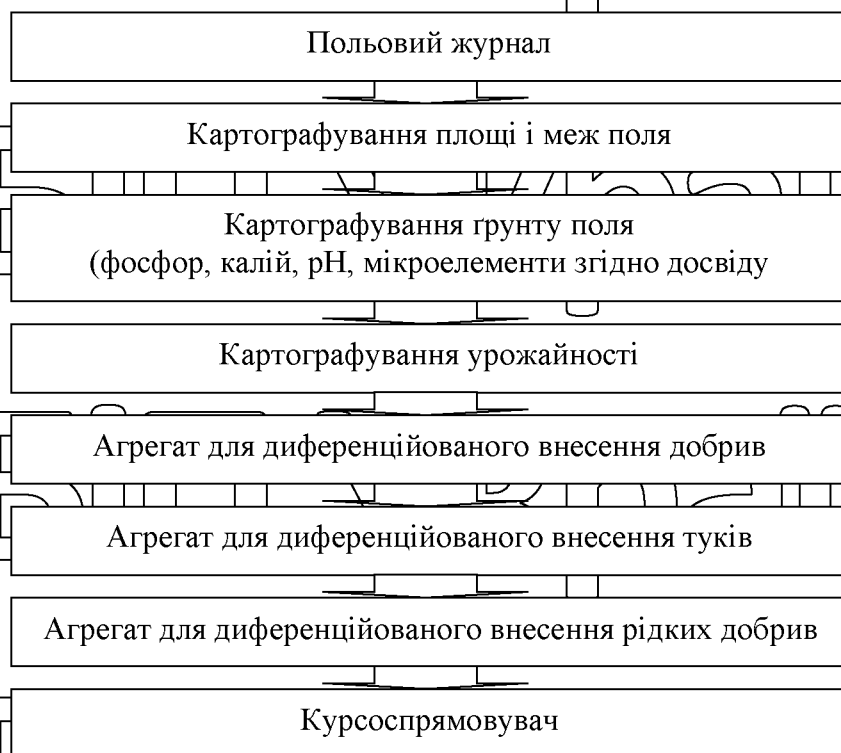 Польовий журнал
Картографування площі і меж поля
Картографування ґрунту поля
(фосфор, калій, рН, мікроелементи згідно досвіду
Картографування урожайності
Агрегат для диференційованого внесення добрив
Агрегат для диференційованого внесення туків
Агрегат для диференційованого внесення рідких добрив
Курсоспрямовувач